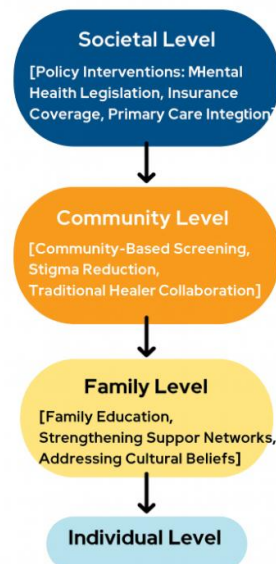 Societal Level
[Policy Interventions: MHental
Health Legislation, Insurance
Coverage, Primary Care Integtion]
Community Level
[Community-Based Screening,
Stigma Reduction,
Traditional Healer Collaboration]
Family Level
[Family Education,
Strengthening Suppor Networks,
Addressing Cultural Beliefs]
Individual Level